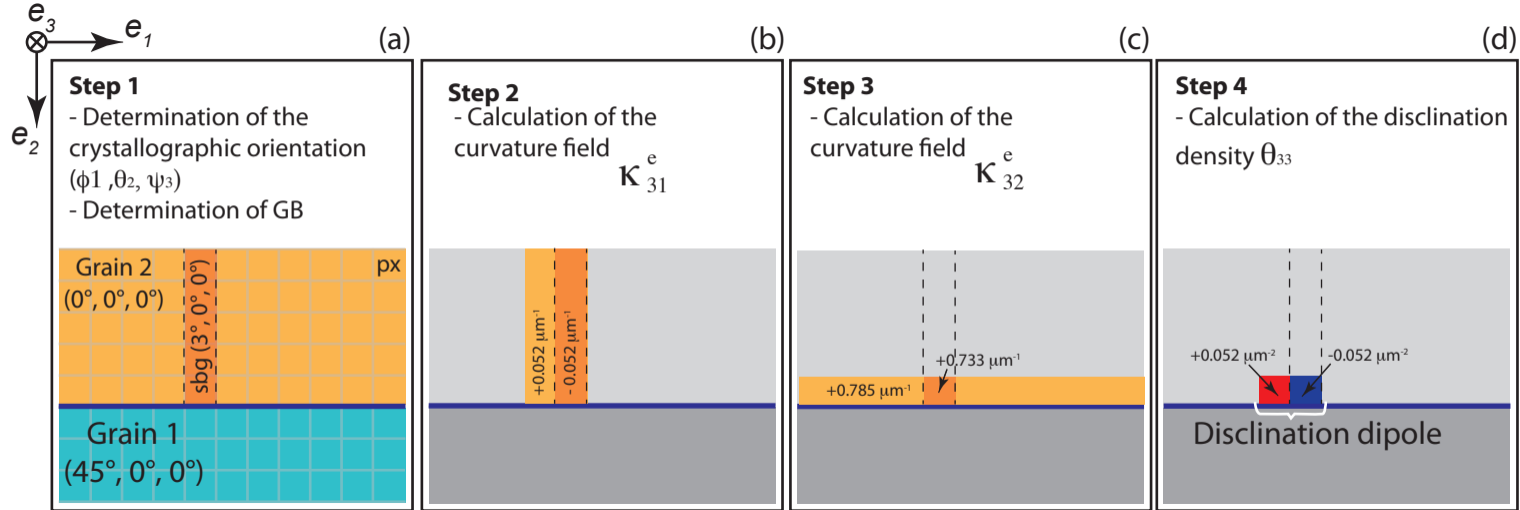 e3
e1
e2
(a)
Step 1
- Determination of the
crystallographic orientation
(ϕ1 ,θ2, ψ3)
- Determination of GB
Grain 2
(0°, 0°, 0°)
px
sbg (3°, 0°, 0°)
Grain 1
(45°, 0°, 0°)
(b)
Step 2
- Calculation of the
curvature field
κ e 31
+0.052 μm⁻¹
- 0.052 μm⁻¹
(c)
Step 3
- Calculation of the
curvature field
κ e 32
+0.733 μm⁻¹
+0.785 μm⁻¹
(d)
Step 4
- Calculation of the disclination
density θ33
+0.052 μm⁻²
-0.052 μm⁻²
Disclination dipole